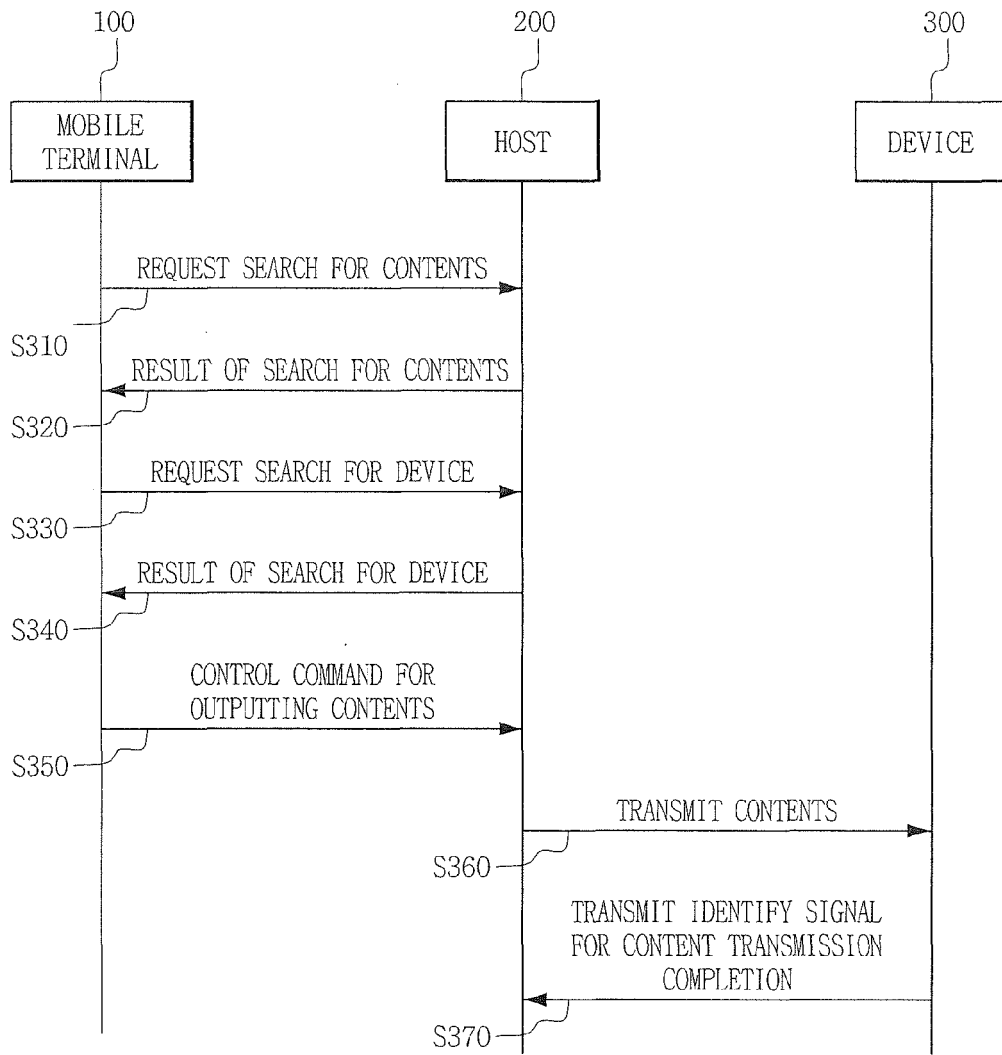 100
200
300
MOBILE
TERMINAL
HOST
DEVICE
REQUEST SEARCH FOR CONTENTS
S310
RESULT OF SEARCH FOR CONTENTS
S320
REQUEST SEARCH FOR DEVICE
S330
RESULT OF SEARCH FOR DEVICE
S340
CONTROL COMMAND FOR
OUTPUTTING CONTENTS
S350
TRANSMIT CONTENTS
S360
TRANSMIT IDENTIFY SIGNAL
FOR CONTENT TRANSMISSION
COMPLETION
S370